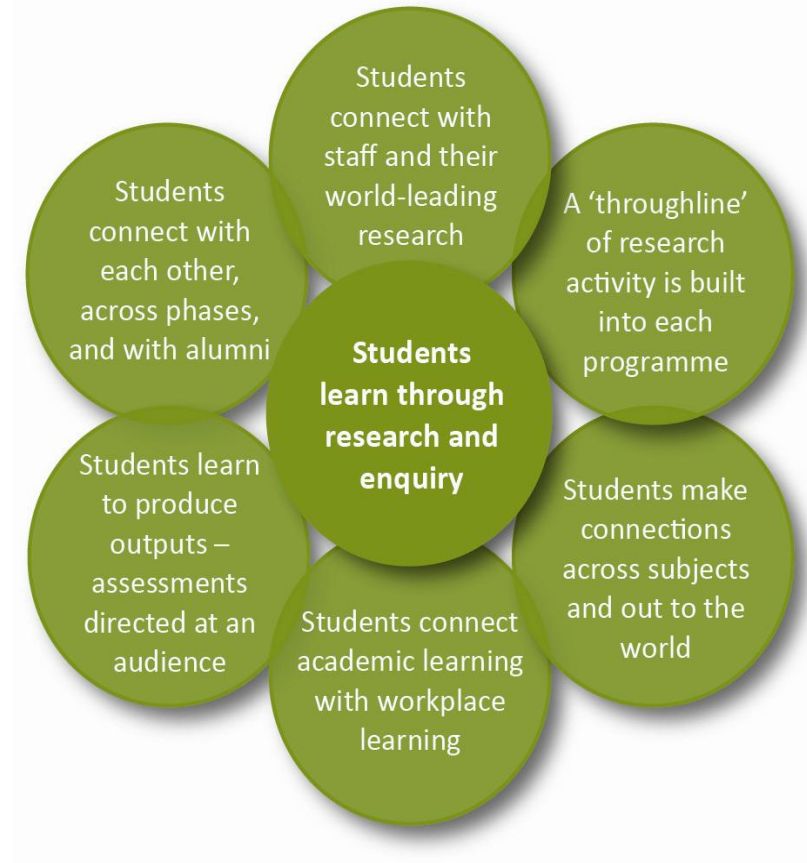 Students
connect with
staff and their
world-leading
research
A ‘throughline’
of research
activity is built
into each
programme
Students make
connections
across subjects
and out to the
world
Students connect
academic learning
with workplace
learning
Students learn
to produce
outputs –
assessments
directed at an
audience
Students
connect with
each other,
across phases,
and with alumni
Students
learn through
research and
enquiry